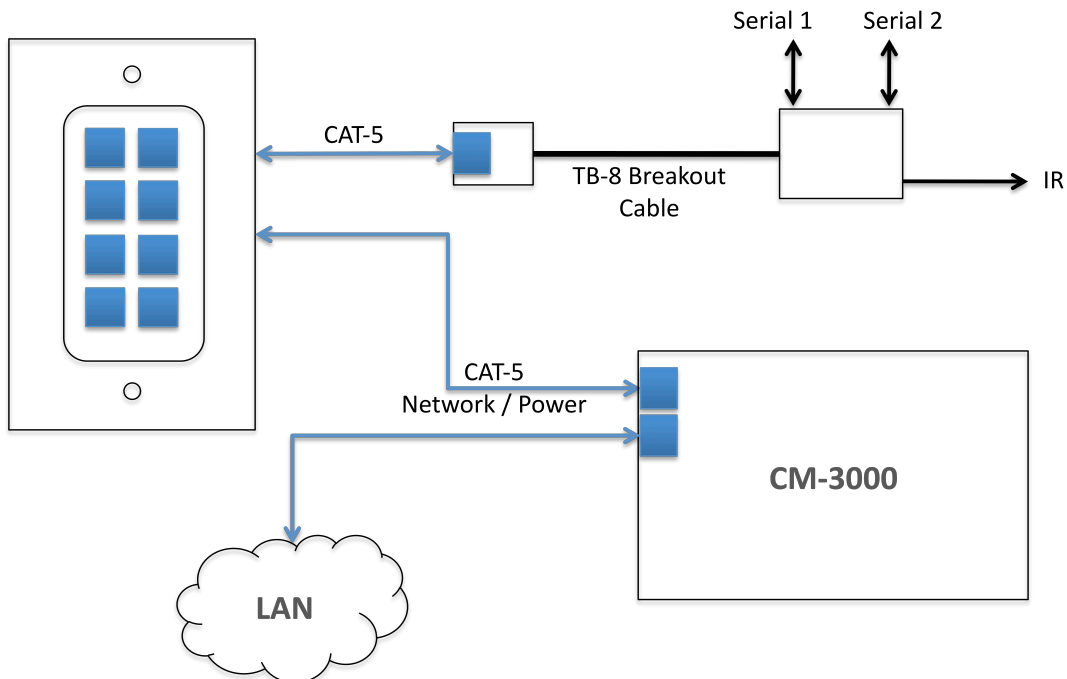 Serial 1
Serial 2
CAT-5
TB-8 Breakout
Cable
IR
CAT-5
Network / Power
CM-3000
LAN